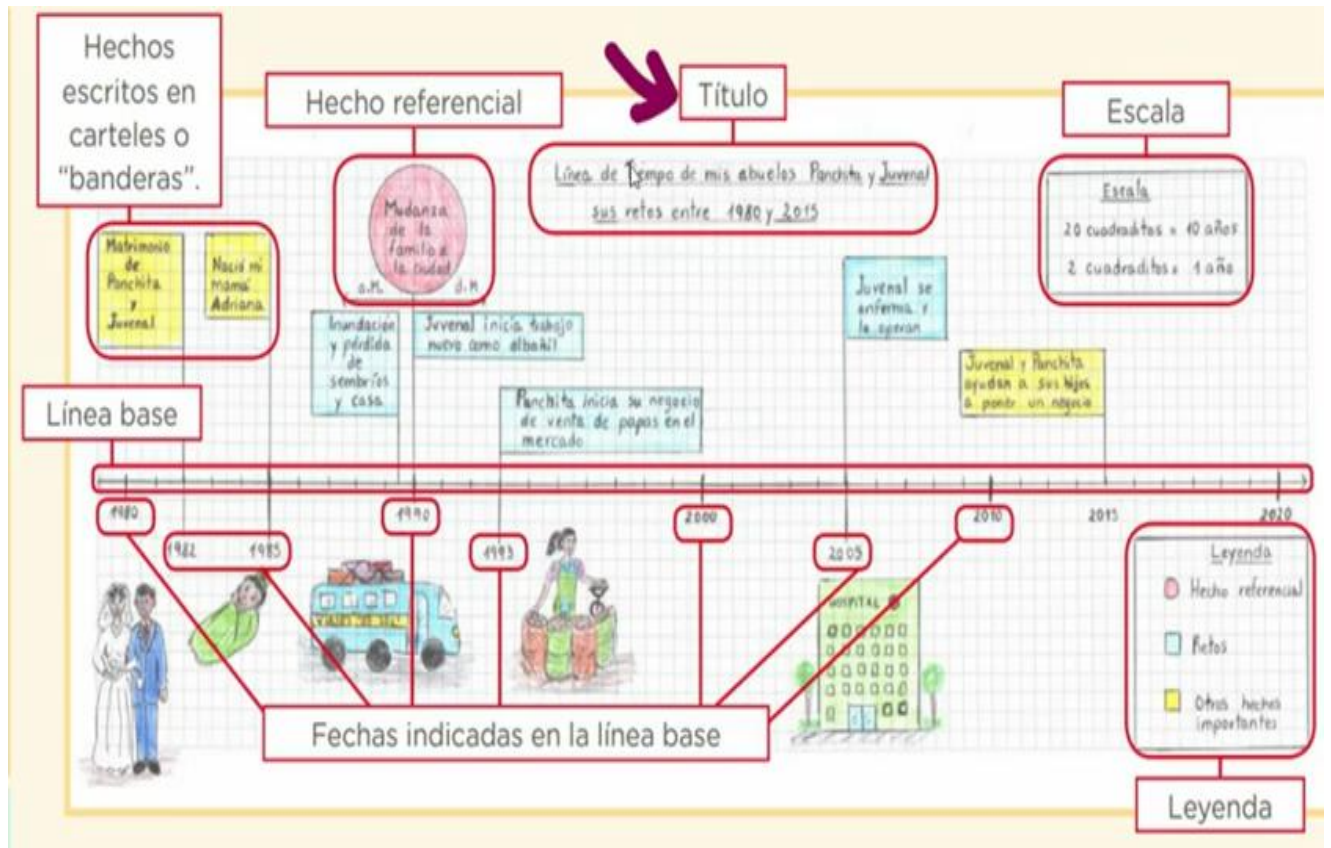 Hechos
escritos en
carteles o
“banderas”.
Hecho referencial
Título
Escala
Mudanza
de la
familia a
la ciudad
a.M.
d.M
Línea de Tiempo de mis abuelos Panchita y Juvenal
sus retos entre 1980 y 2015
Escala
20 cuadraditos = 10 años
2 cuadraditos = 1 año
Matrimonio
de
Panchita
y
Juvenal
Nació mi
mamá
Adriana
Inundación
y pérdida
de
sembríos
y casa
Juvenal inicia trabajo
nuevo como albañil
Panchita inicia su negocio
de venta de papas en el
mercado
Juvenal se
enferma y
lo operan
Juvenal y Panchita
ayudan a sus hijos
a poner un negocio
Línea base
1980
1982
1985
1990
1993
2000
2005
2010
2015
2020
HOSPITAL
Fechas indicadas en la línea base
Leyenda
Hecho referencial
Retos
Otros hechos
importantes
Leyenda